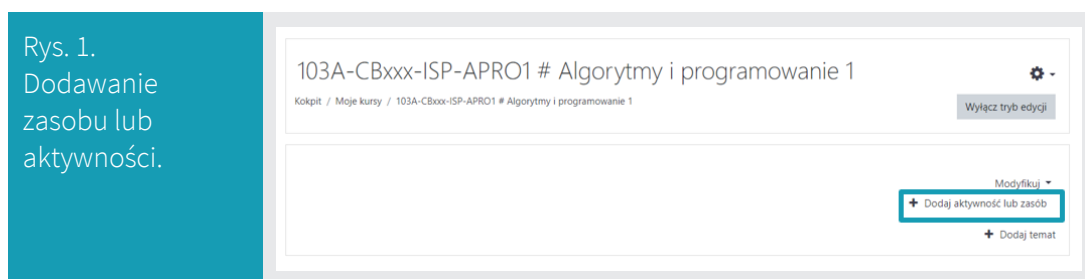 Rys. 1.
Dodawanie
zasobu lub
aktywności.
103A-CBxxx-ISP-APRO1 # Algorytmy i programowanie 1
Kokpit / Moje kursy / 103A-CBxxx-ISP-APRO1 # Algorytmy i programowanie 1
Wyłącz tryb edycji
Modyfikuj
+ Dodaj aktywność lub zasób
+ Dodaj temat